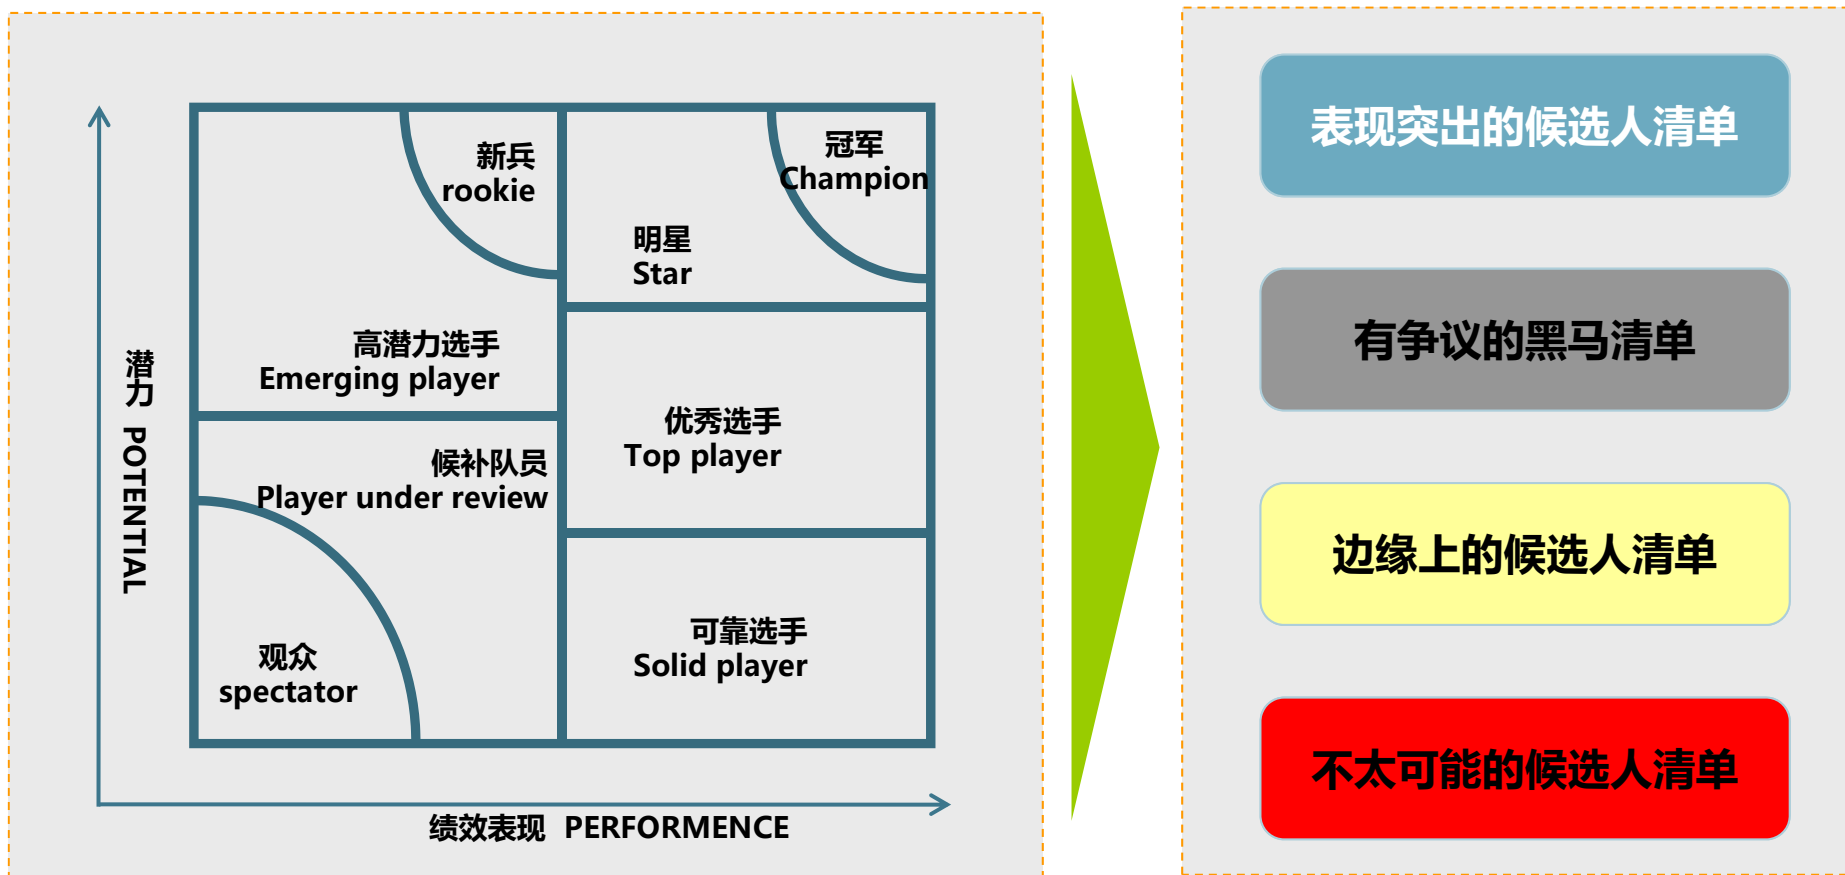 新兵
rookie
冠军
Champion
明星
Star
高潜力选手
Emerging player
优秀选手
Top player
候补队员
Player under review
可靠选手
Solid player
观众
spectator
潜力 POTENTIAL
绩效表现 PERFORMENCE
表现突出的候选人清单
有争议的黑马清单
边缘上的候选人清单
不太可能的候选人清单